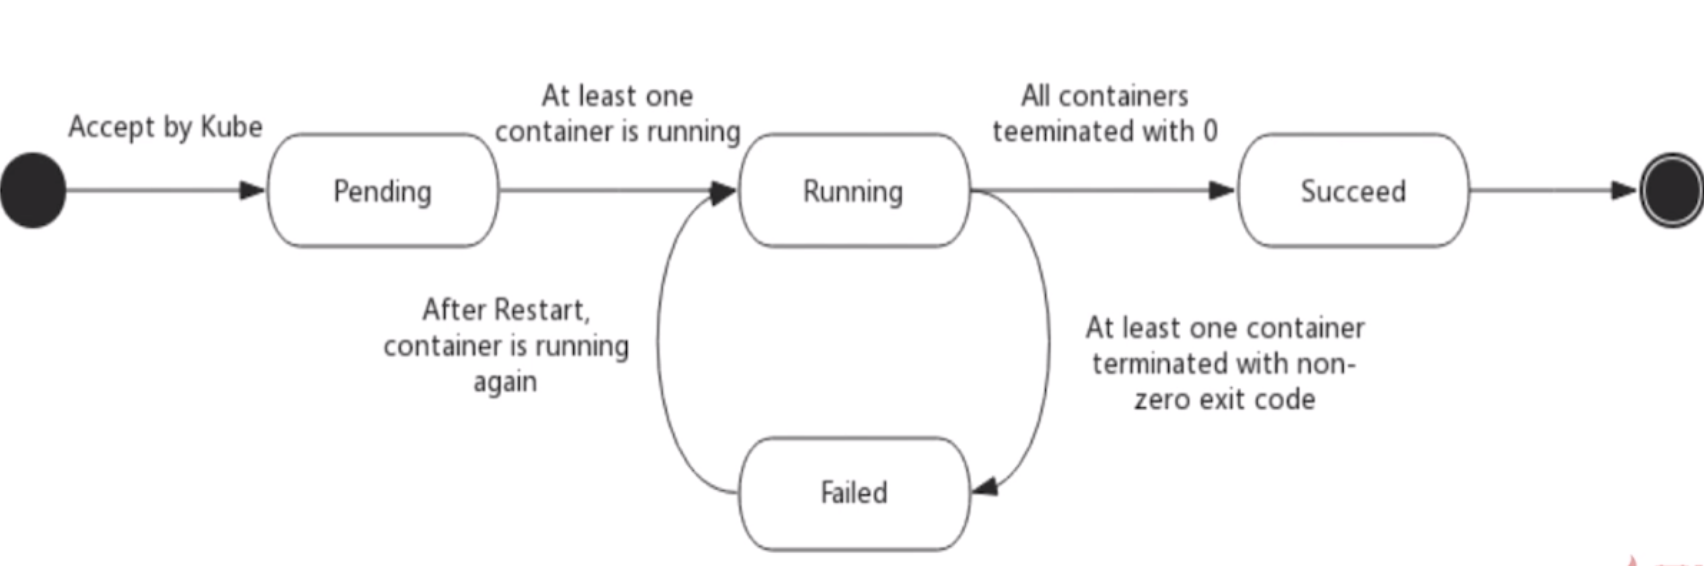 Accept by Kube
At least one
container is running
All containers
teeminated with 0
Pending
Running
Succeed
After Restart,
container is running
again
At least one container
terminated with non-
zero exit code
Failed